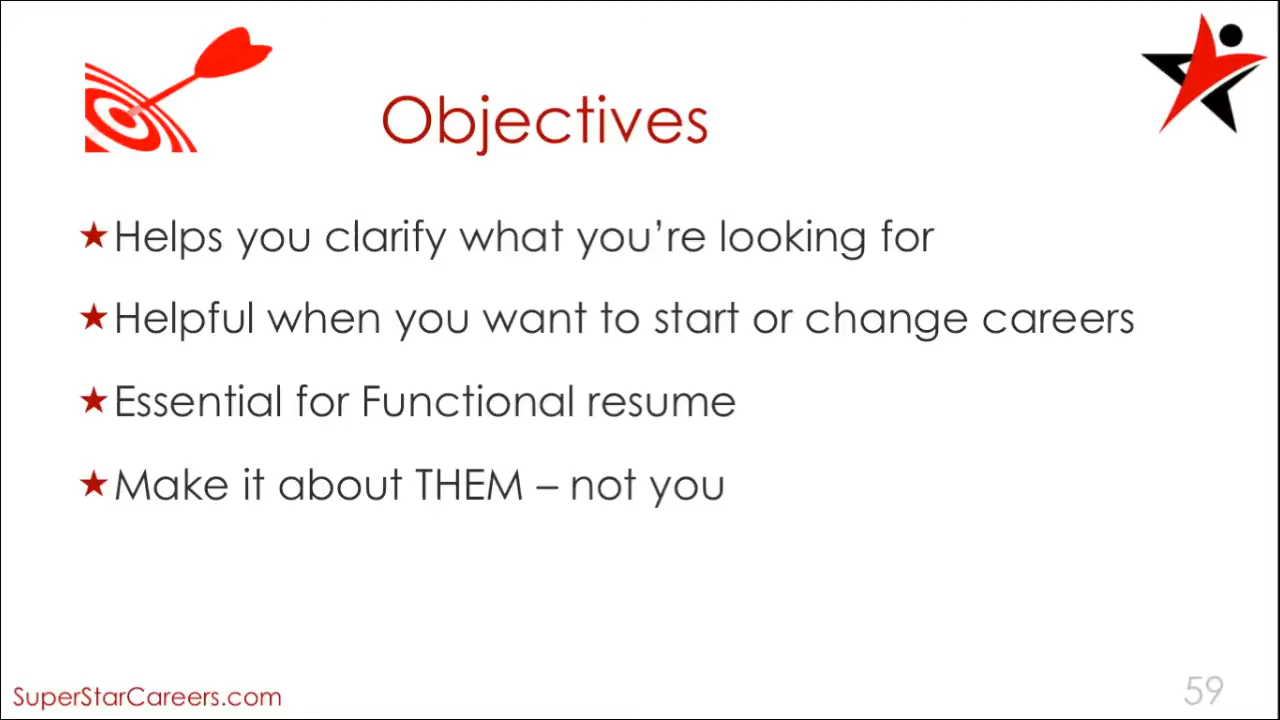 Objectives
Helps you clarify what you’re looking for
Helpful when you want to start or change careers
Essential for Functional resume
Make it about THEM – not you
SuperStarCareers.com
59